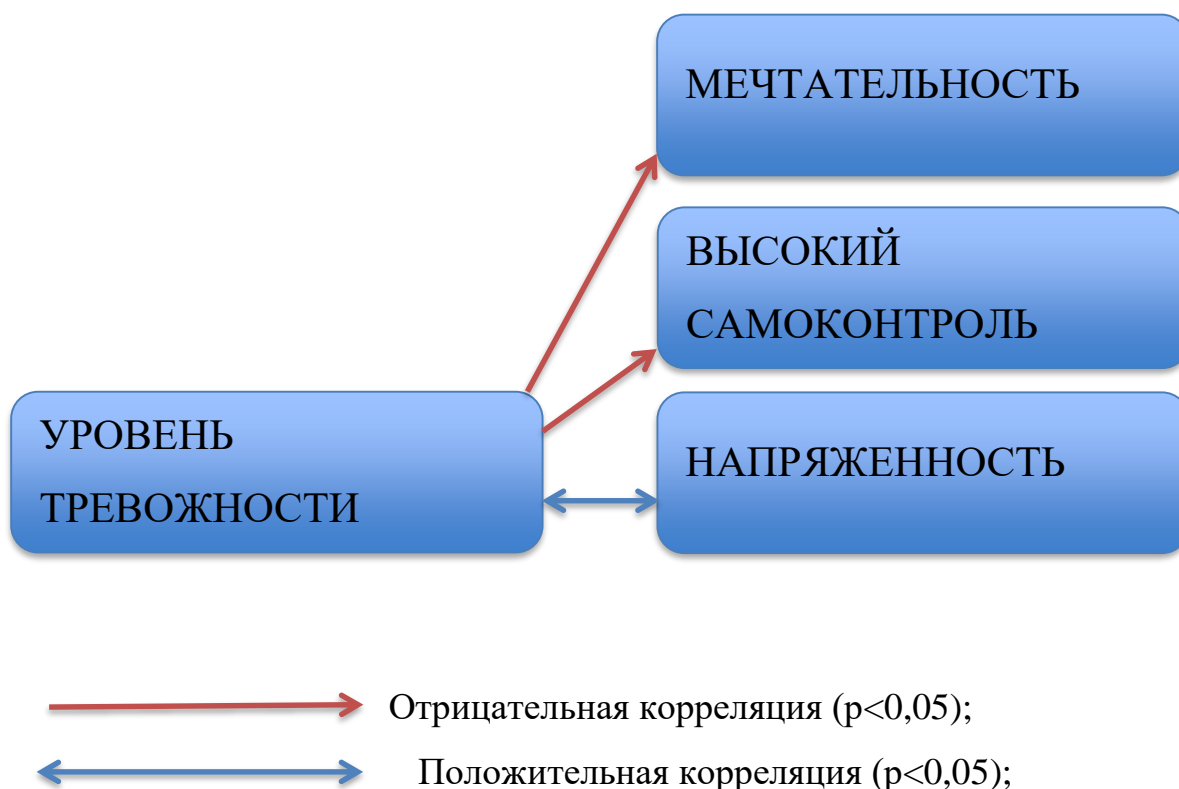 МЕЧТАТЕЛЬНОСТЬ
ВЫСОКИЙ
САМОКОНТРОЛЬ
УРОВЕНЬ
ТРЕВОЖНОСТИ
НАПРЯЖЕННОСТЬ
Отрицательная корреляция (p<0,05);
Положительная корреляция (p<0,05);